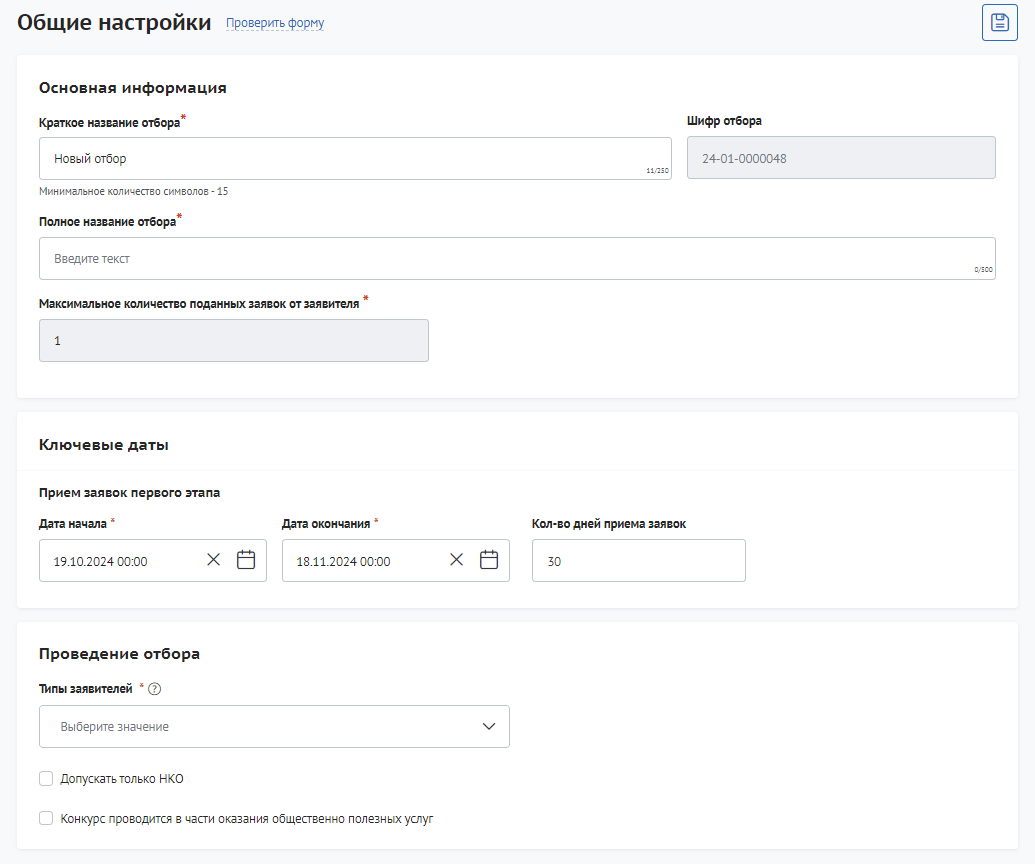 Общие настройки Проверить форму
Основная информация
Краткое название отбора* Шифр отбора
Новый отбор 11/250 24-01-0000048
Минимальное количество символов - 15
Полное название отбора*
Введите текст 0/500
Максимальное количество поданных заявок от заявителя *
1
Ключевые даты
Прием заявок первого этапа
Дата начала * Дата окончания * Кол-во дней приема заявок
19.10.2024 00:00 18.11.2024 00:00 30
Проведение отбора
Типы заявителей * ?
Выберите значение
Допускать только НКО
Конкурс проводится в части оказания общественно полезных услуг